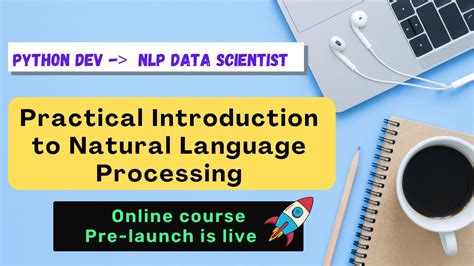 PYTHON DEV -> NLP DATA SCIENTIST
Practical Introduction
to Natural Language
Processing
Online course
Pre-launch is live